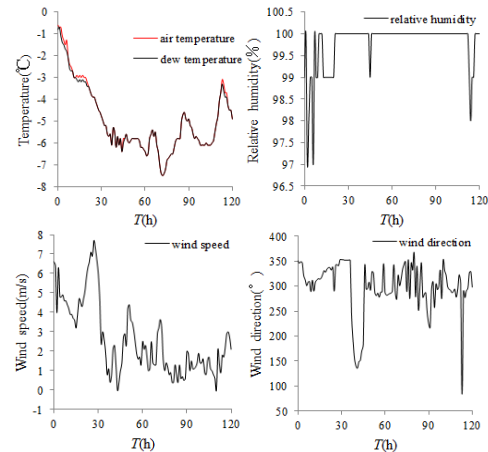 0
-1
-2
-3
-4
-5
-6
-7
-8
0 30 60 90 120
Temperature(℃)
T(h)
air temperature
dew temperature
100.5
100
99.5
99
98.5
98
97.5
97
96.5
0 30 60 90 120
Relative humidity(%)
T(h)
relative humidity
8
7
6
5
4
3
2
1
0
-1
0 30 60 90 120
Wind speed(m/s)
T(h)
wind speed
400
350
300
250
200
150
100
50
0 30 60 90 120
Wind direction(°)
T(h)
wind direction